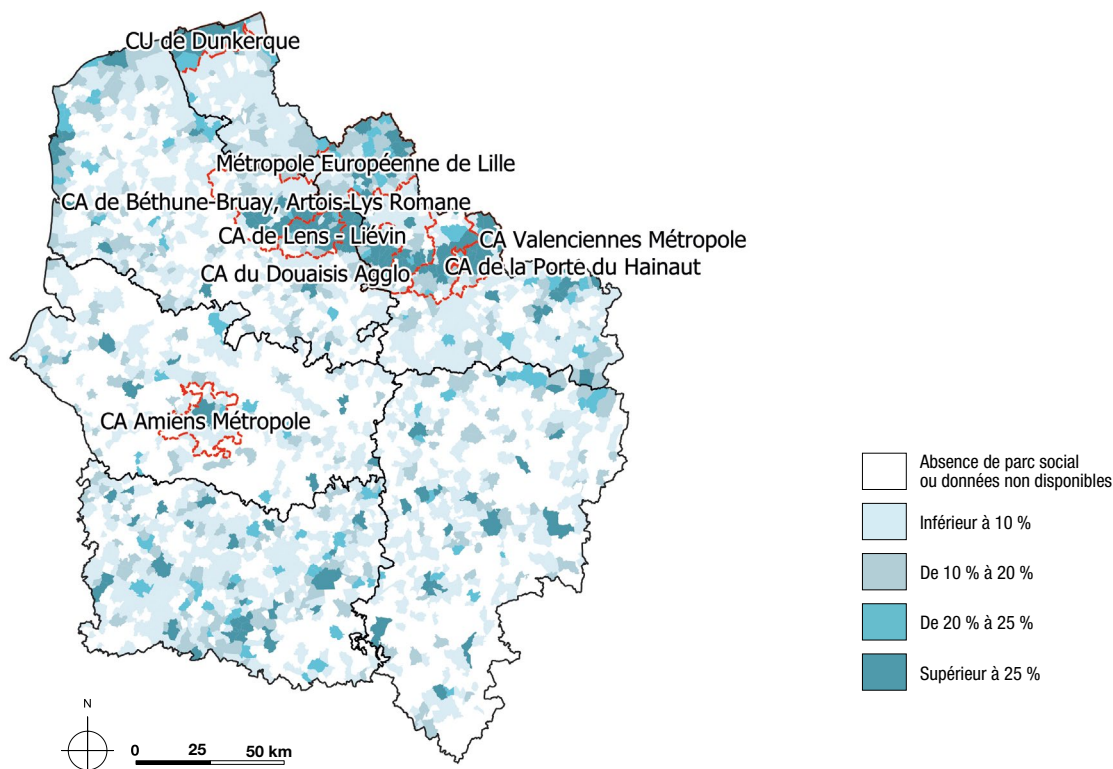 CU de Dunkerque
Métropole Européenne de Lille
CA de Béthune-Bruay, Artois-Lys Romane
CA de Lens - Liévin
CA Valenciennes Métropole
CA du Douaisis Agglo
CA de la Porte du Hainaut
CA Amiens Métropole
Absence de parc social
ou données non disponibles
Inférieur à 10 %
De 10 % à 20 %
De 20 % à 25 %
Supérieur à 25 %
N
0 25 50 km